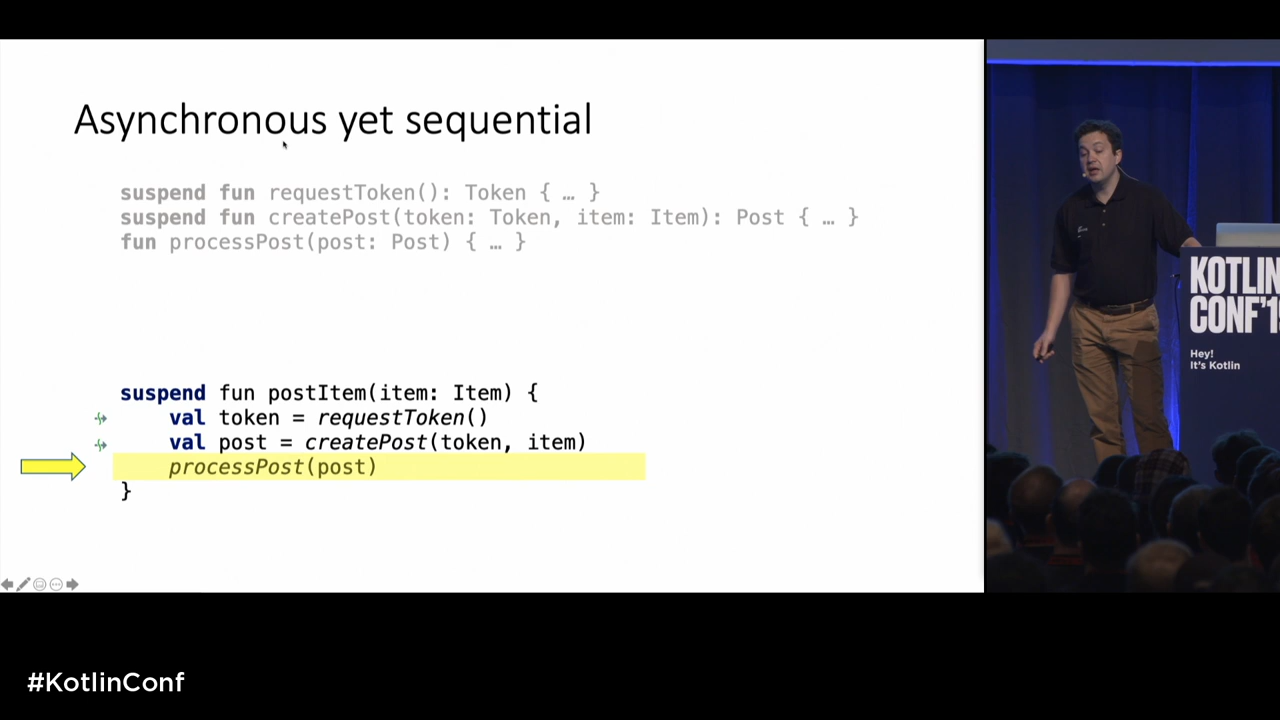 Asynchronous yet sequential
suspend fun requestToken(): Token { … }
suspend fun createPost(token: Token, item: Item): Post { … }
fun processPost(post: Post) { … }
suspend fun postItem(item: Item) {
val token = requestToken()
val post = createPost(token, item)
processPost(post)
}
KOTLIN
CONF'1
Hey!
It's Kotlin
#KotlinConf